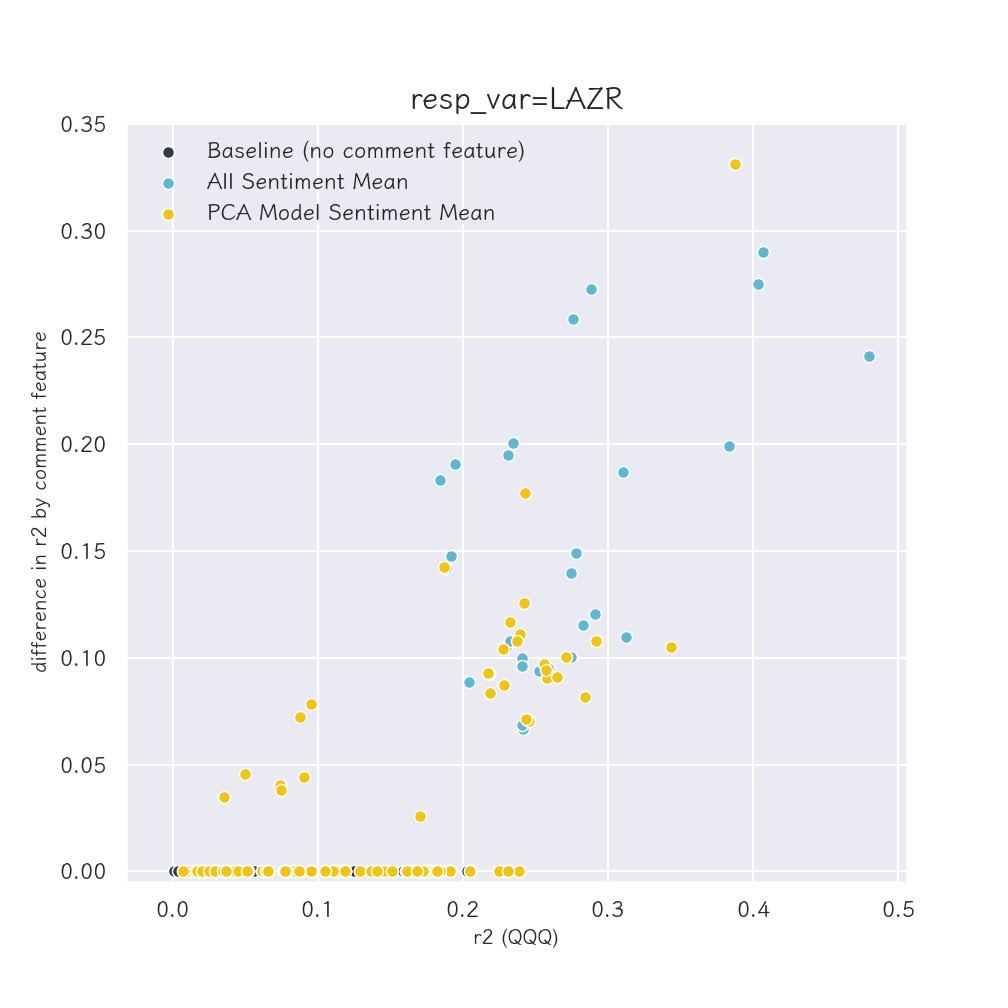 resp_var=LAZR
0.35
0.30
0.25
0.20
0.15
0.10
0.05
0.00
difference in r2 by comment feature
Baseline (no comment feature)
All Sentiment Mean
PCA Model Sentiment Mean
0.0 0.1 0.2 0.3 0.4 0.5
r2 (QQQ)